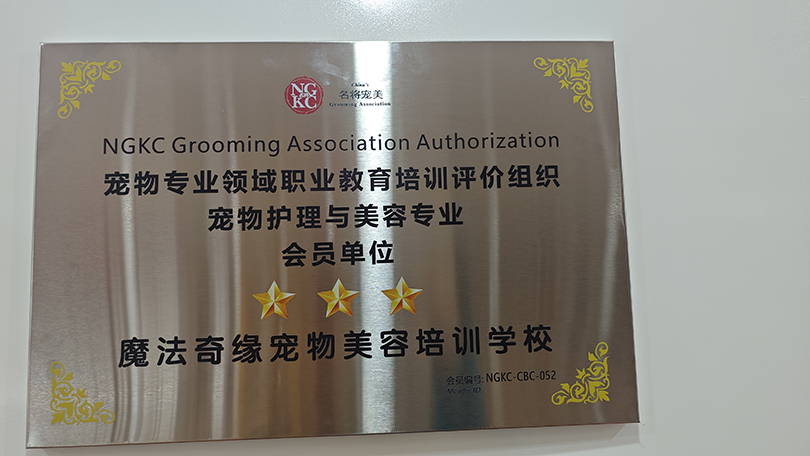 NG
KC
China's
名将宠美
Grooming Association
NGKC Grooming Association Authorization
宠物专业领域职业教育培训评价组织
宠物护理与美容专业
会员单位
魔法奇缘宠物美容培训学校
会员编号: NGKC-CBC-052